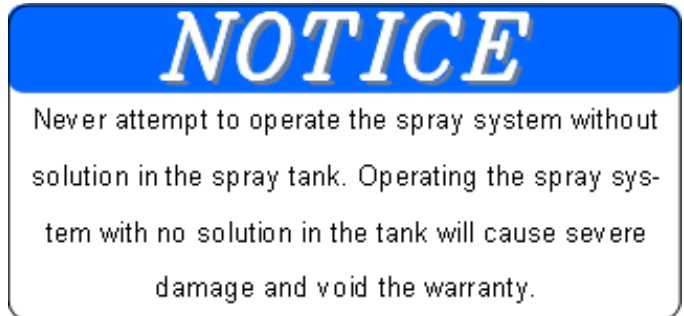 NOTICE
Never attempt to operate the spray system without
solution in the spray tank. Operating the spray sys-
tem with no solution in the tank will cause severe
damage and void the warranty.